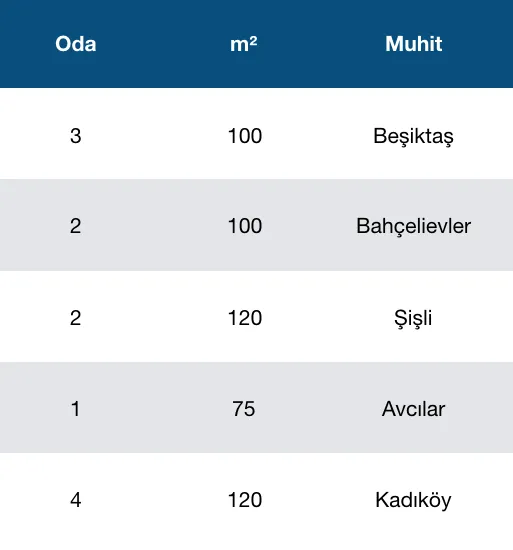 Oda m² Muhit
3 100 Beşiktaş
2 100 Bahçelievler
2 120 Şişli
1 75 Avcılar
4 120 Kadıköy